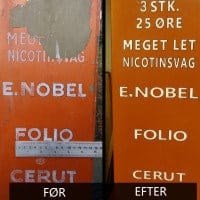 MEGET
NICOTINSVAG
E. NOBEL
FOLIO
CERUT
FØR
3 STK.
25 ØRE
MEGET LET
NICOTINSVAG
E. NOBEL
FOLIO
CERUT
EFTER